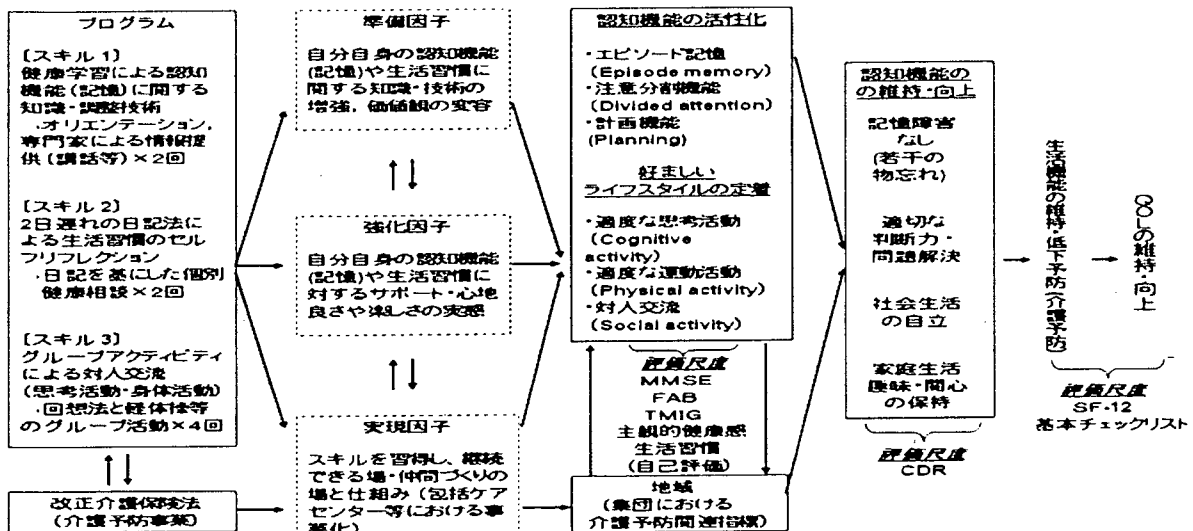 プログラム
[スキル 1]
健康学習による認知
機能(記憶)に関する
知識・調整技術
・オリエンテーション,
専門家による情報提
供(講話等)×2回
[スキル 2]
2日遅れの日記法に
よる生活習慣のセル
フリフレクション
・日記を基にした個別
健康相談×2回
[スキル 3]
グループアクティビティ
による対人交流
(思考活動・身体活動)
・回想法と軽体操等
のグループ活動×4回
改正介護保険法
(介護予防事業)
準備因子
自分自身の認知機能
(記憶)や生活習慣に
関する知識・技術の
増強, 価値観の変容
強化因子
自分自身の認知機能
(記憶)や生活習慣に
対するサポート・心地
良さや楽しさの実感
実現因子
スキルを習得し、継続
できる場・仲間づくりの
場と仕組み(包括ケア
センター等における事
業化)
認知機能の活性化
・エピソード記憶
(Episode memory)
・注意分割機能
(Divided attention)
・計画機能
(Planning)
好ましい
ライフスタイルの定着
・適度な思考活動
(Cognitive
activity)
・適度な運動活動
(Physical activity)
・対人交流
(Social activity)
評価尺度
MMSE
FAB
TMIG
主観的健康感
生活習慣
(自己評価)
地域
(集団における
介護予防関連指標)
認知機能の
の維持・向上
記憶障害
なし
(若干の
物忘れ)
適切な
判断力・
問題解決
社会生活
の自立
家庭生活
趣味・関心
の保持
評価尺度
CDR
生活機能の維持・低下予防(介護予防)
QOLの維持・向上
評価尺度
SF-12
基本チェックリスト